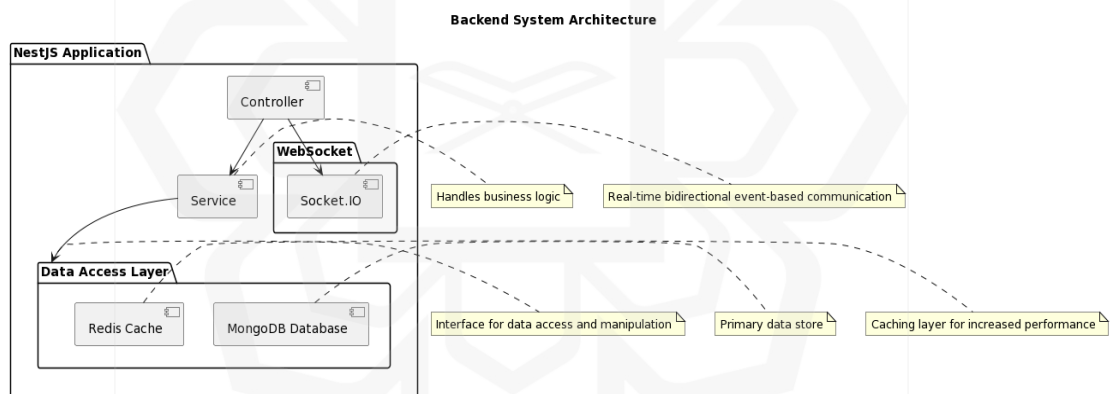 Backend System Architecture
NestJS Application
Controller
WebSocket
Service
Socket.IO
Handles business logic
Real-time bidirectional event-based communication
Data Access Layer
Redis Cache
MongoDB Database
Interface for data access and manipulation
Primary data store
Caching layer for increased performance